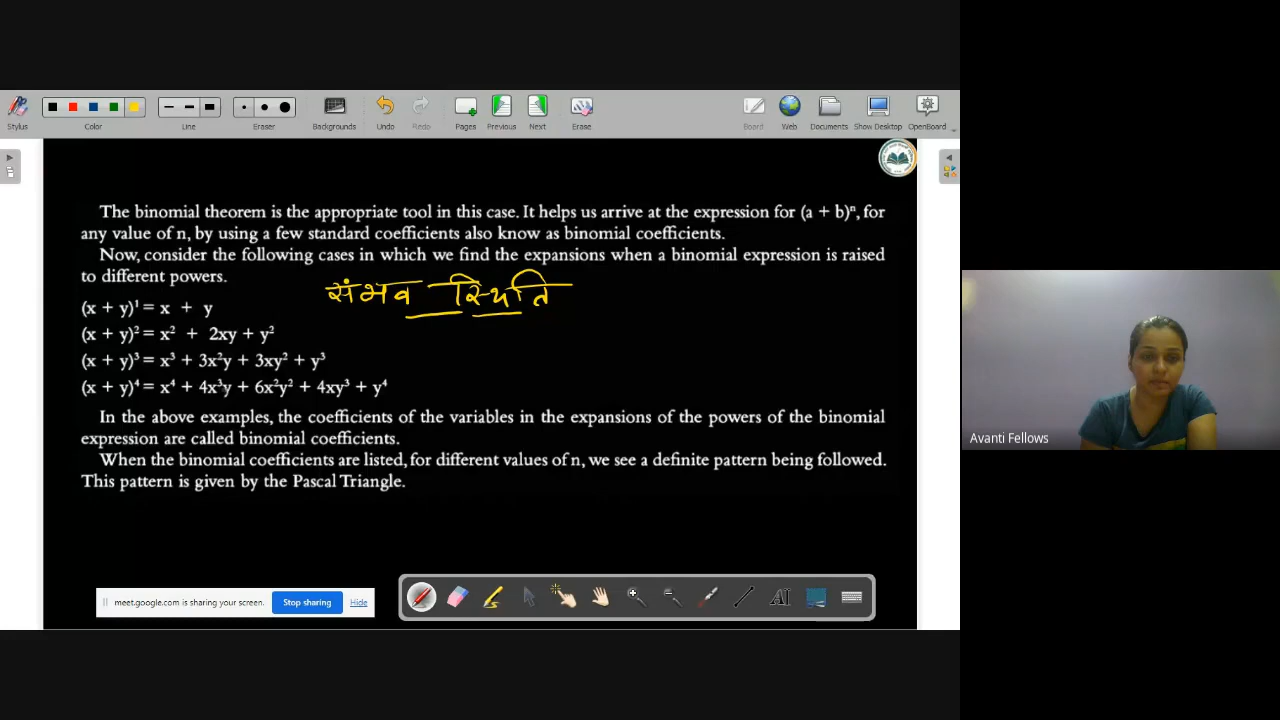 Stylus
Color
Line
Eraser
Backgrounds
Undo
Redo
Pages
Previous
Next
Erase
Board
Web
Documents
Show Desktop
OpenBoard
The binomial theorem is the appropriate tool in this case. It helps us arrive at the expression for (a + b)ⁿ, for
any value of n, by using a few standard coefficients also know as binomial coefficients.
Now, consider the following cases in which we find the expansions when a binomial expression is raised
to different powers.
संभव स्थिति
(x + y)¹ = x + y
(x + y)² = x² + 2xy + y²
(x + y)³ = x³ + 3x²y + 3xy² + y³
(x + y)⁴ = x⁴ + 4x³y + 6x²y² + 4xy³ + y⁴
In the above examples, the coefficients of the variables in the expansions of the powers of the binomial
expression are called binomial coefficients.
When the binomial coefficients are listed, for different values of n, we see a definite pattern being followed.
This pattern is given by the Pascal Triangle.
Avanti Fellows
meet.google.com is sharing your screen.
Stop sharing
Hide
AI